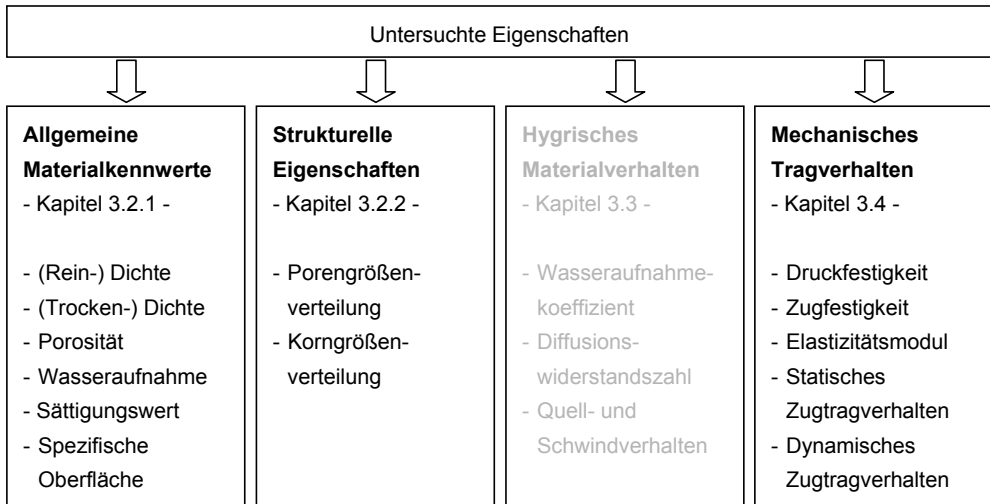 Untersuchte Eigenschaften
Allgemeine
Materialkennwerte
- Kapitel 3.2.1 -
- (Rein-) Dichte
- (Trocken-) Dichte
- Porosität
- Wasseraufnahme
- Sättigungswert
- Spezifische
Oberfläche
Strukturelle
Eigenschaften
- Kapitel 3.2.2 -
- Porengrößen-
verteilung
- Korngrößen-
verteilung
Hygrisches
Materialverhalten
- Kapitel 3.3 -
- Wasseraufnahme-
koeffizient
- Diffusions-
widerstandszahl
- Quell- und
Schwindverhalten
Mechanisches
Tragverhalten
- Kapitel 3.4 -
- Druckfestigkeit
- Zugfestigkeit
- Elastizitätsmodul
- Statisches
Zugtragverhalten
- Dynamisches
Zugtragverhalten